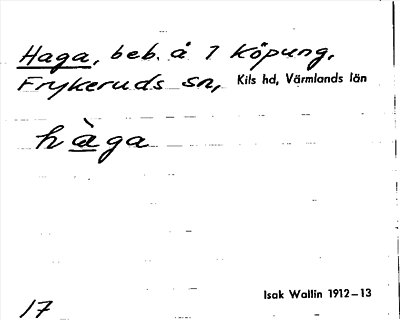 Haga, beb. å 7 Köpung,
Frykeruds sn, Kils hd, Värmlands län
hàga
Isak Wallin 1912–13
17